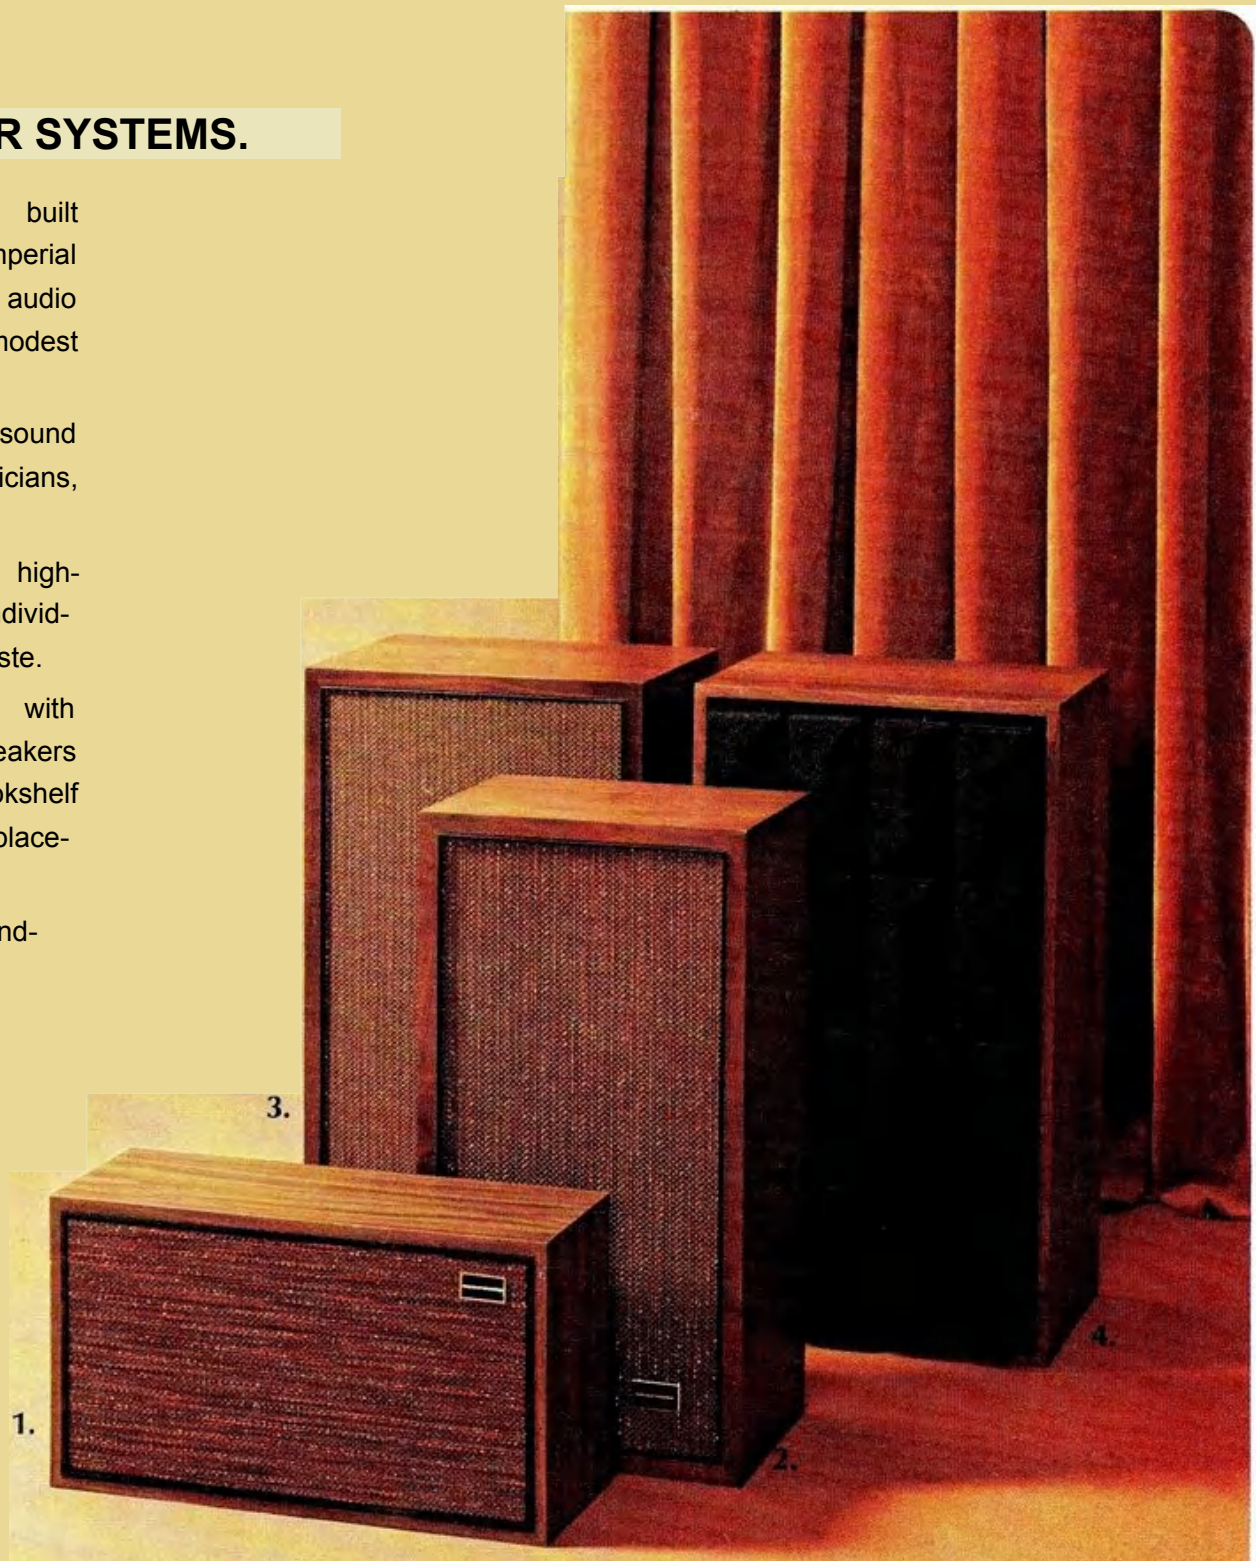 R SYSTEMS.
built
nperial
audio
nodest
sound
icians,
high-
divid-
ste.
with
eakers
okshelf
place-
nd-
3.
4.
1.
2.